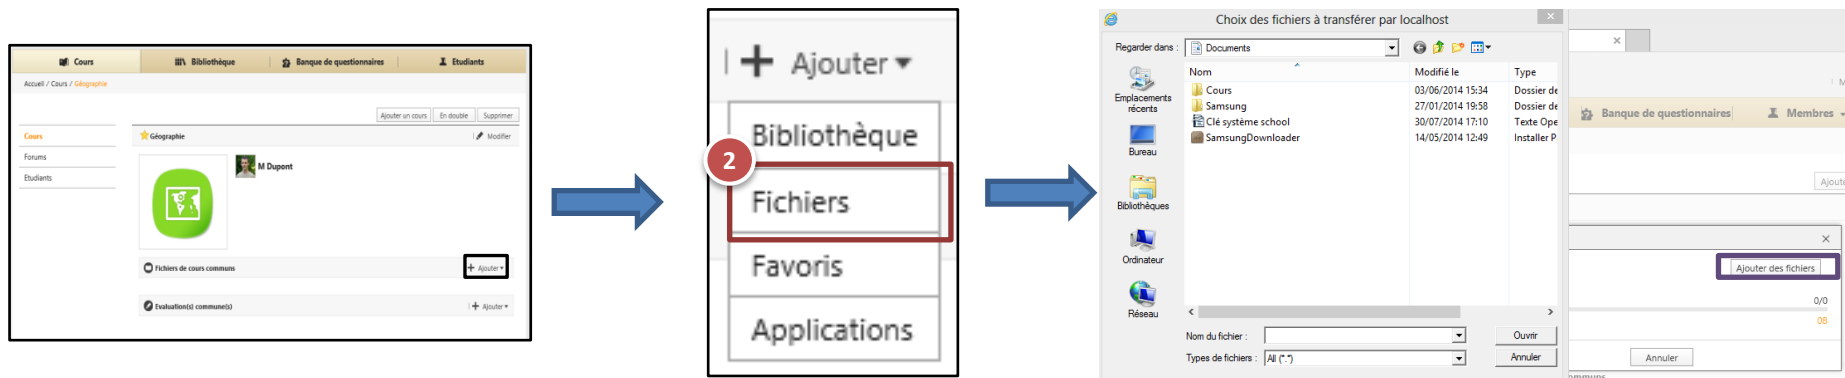 Cours
Bibliothèque
Banque de questionnaires
Etudiants
Accueil / Cours / Géographie
Ajouter un cours
En double
Supprimer
Cours
Forums
Etudiants
Géographie
Modifier
M Dupont
Fichiers de cours communs
Ajouter
Evaluation(s) commune(s)
Ajouter
Ajouter
Bibliothèque
2
Fichiers
Favoris
Applications
Choix des fichiers à transférer par localhost
Regarder dans :
Documents
Nom
Modifié le
Type
Cours
03/06/2014 15:34
Dossier de
Samsung
27/01/2014 19:58
Dossier de
Clé système school
30/07/2014 17:10
Texte Ope
SamsungDownloader
14/05/2014 12:49
Installer P
Emplacements
récents
Bureau
Bibliothèques
Ordinateur
Réseau
Nom du fichier :
Ouvrir
Types de fichiers :
All (*.*)
Annuler
M
Banque de questionnaires
Membres
Ajoute
Ajouter des fichiers
0/0
0B
Annuler